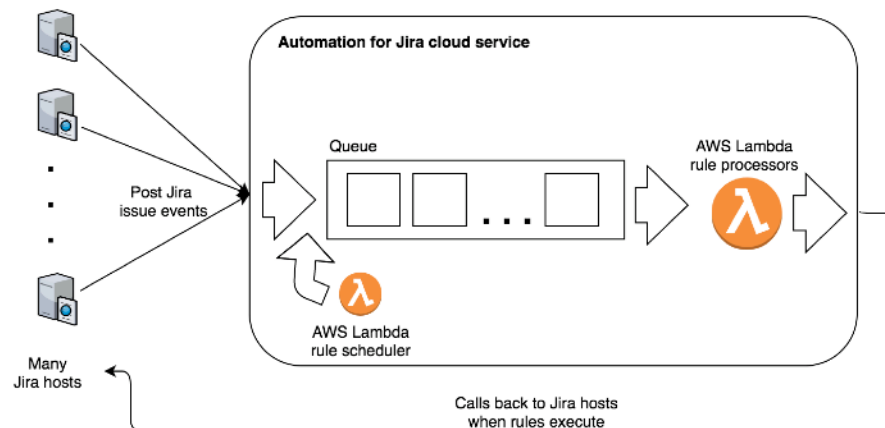 Automation for Jira cloud service
Queue
AWS Lambda
rule processors
Post Jira
issue events
AWS Lambda
rule scheduler
Many
Jira hosts
Calls back to Jira hosts
when rules execute